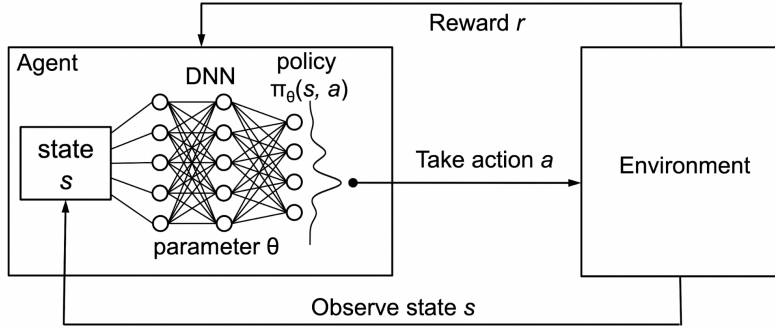 Reward r
Agent
DNN
policy
πθ(s, a)
state
s
Take action a
Environment
parameter θ
Observe state s